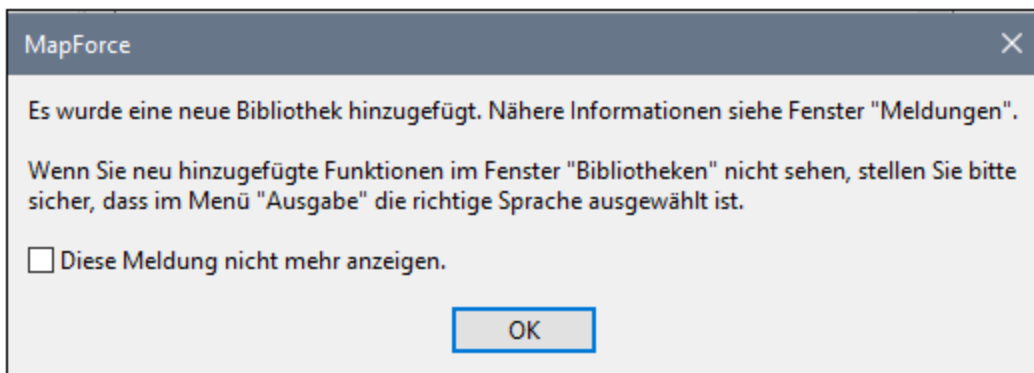 MapForce
Es wurde eine neue Bibliothek hinzugefügt. Nähere Informationen siehe Fenster "Meldungen".
Wenn Sie neu hinzugefügte Funktionen im Fenster "Bibliotheken" nicht sehen, stellen Sie bitte
sicher, dass im Menü "Ausgabe" die richtige Sprache ausgewählt ist.
Diese Meldung nicht mehr anzeigen.
OK